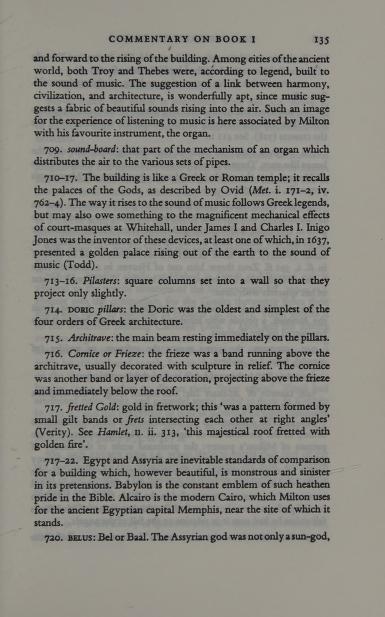 COMMENTARY ON BOOK I 135
and forward to the rising of the building. Among cities of the ancient
world, both Troy and Thebes were, according to legend, built to
the sound of music. The suggestion of a link between harmony,
civilization, and architecture, is wonderfully apt, since music sug-
gests a fabric of beautiful sounds rising into the air. Such an image
for the experience of listening to music is here associated by Milton
with his favourite instrument, the organ.
709. sound-board: that part of the mechanism of an organ which
distributes the air to the various sets of pipes.
710–17. The building is like a Greek or Roman temple; it recalls
the palaces of the Gods, as described by Ovid (Met. i. 171–2, iv.
762–4). The way it rises to the sound of music follows Greek legends,
but may also owe something to the magnificent mechanical effects
of court-masques at Whitehall, under James I and Charles I. Inigo
Jones was the inventor of these devices, at least one of which, in 1637,
presented a golden palace rising out of the earth to the sound of
music (Todd).
713–16. Pilasters: square columns set into a wall so that they
project only slightly.
714. DORIC pillars: the Doric was the oldest and simplest of the
four orders of Greek architecture.
715. Architrave: the main beam resting immediately on the pillars.
716. Cornice or Frieze: the frieze was a band running above the
architrave, usually decorated with sculpture in relief. The cornice
was another band or layer of decoration, projecting above the frieze
and immediately below the roof.
717. fretted Gold: gold in fretwork; this ‘was a pattern formed by
small gilt bands or frets intersecting each other at right angles’
(Verity). See Hamlet, II. ii. 313, ‘this majestical roof fretted with
golden fire’.
717–22. Egypt and Assyria are inevitable standards of comparison
for a building which, however beautiful, is monstrous and sinister
in its pretensions. Babylon is the constant emblem of such heathen
pride in the Bible. Alcairo is the modern Cairo, which Milton uses
for the ancient Egyptian capital Memphis, near the site of which it
stands.
720. BELUS: Bel or Baal. The Assyrian god was not only a sun-god,